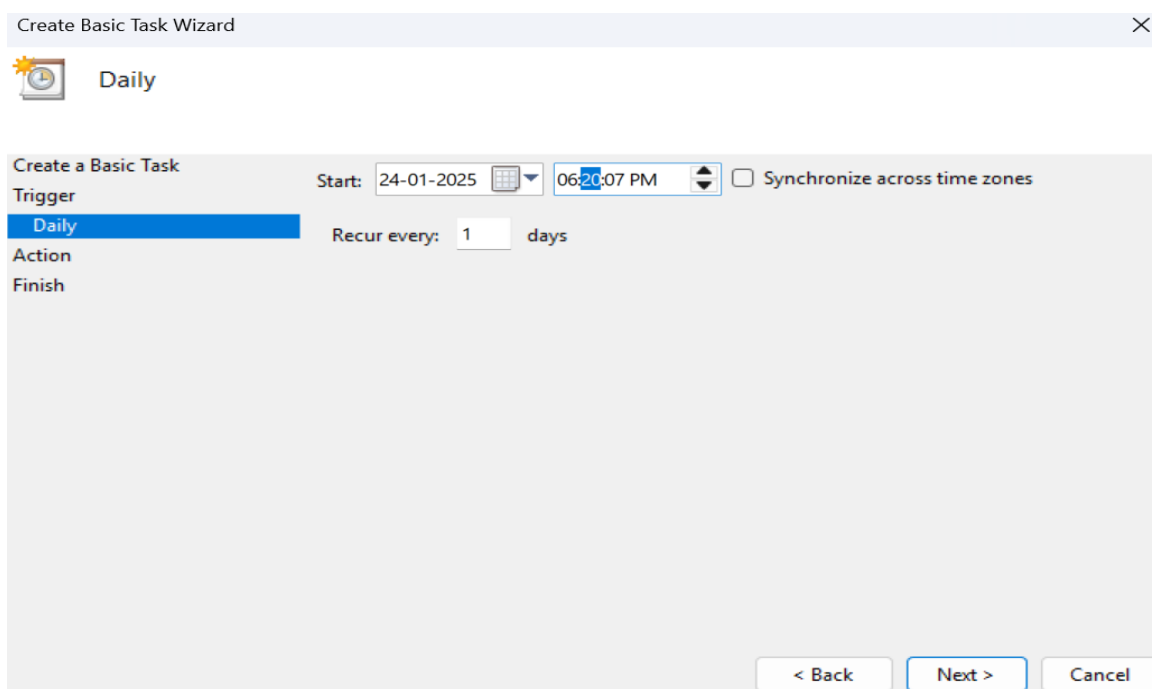 Create Basic Task Wizard
Daily
Create a Basic Task
Trigger
Daily
Action
Finish
Start: 24-01-2025 06:20:07 PM Synchronize across time zones
Recur every: 1 days
< Back Next > Cancel